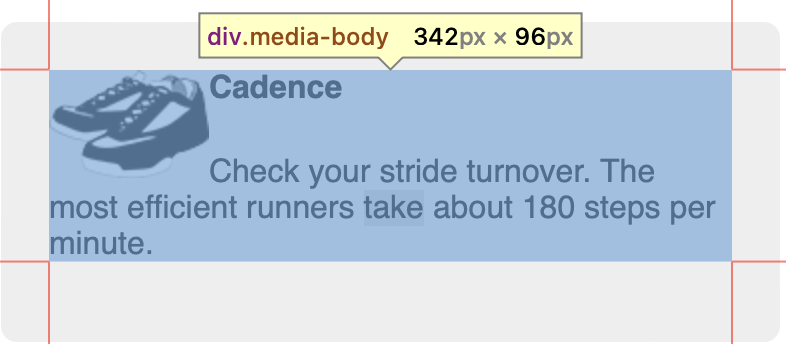 div.media-body 342px × 96px
Cadence
Check your stride turnover. The
most efficient runners take about 180 steps per
minute.